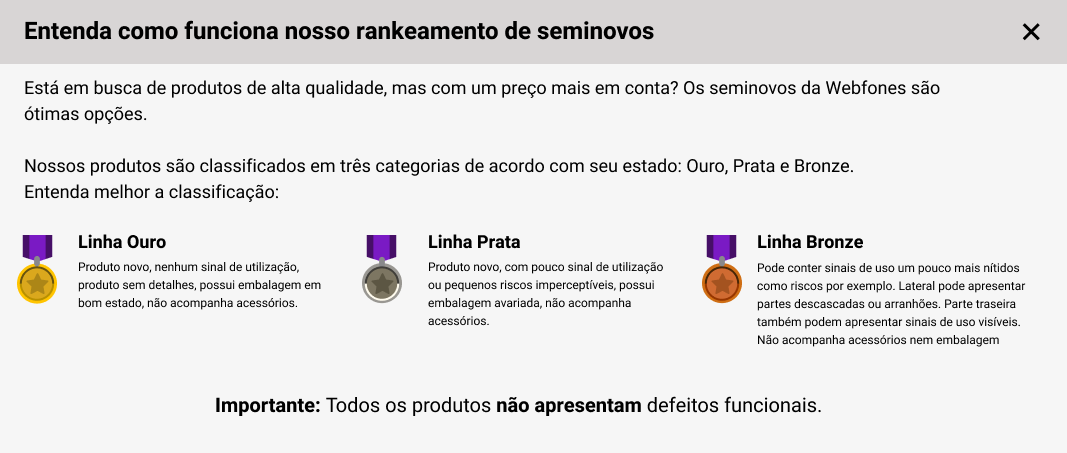 Entenda como funciona nosso rankeamento de seminovos
Está em busca de produtos de alta qualidade, mas com um preço mais em conta? Os seminovos da Webfones são
ótimas opções.
Nossos produtos são classificados em três categorias de acordo com seu estado: Ouro, Prata e Bronze.
Entenda melhor a classificação:
Linha Ouro
Produto novo, nenhum sinal de utilização,
produto sem detalhes, possui embalagem em
bom estado, não acompanha acessórios.
Linha Prata
Produto novo, com pouco sinal de utilização
ou pequenos riscos imperceptíveis, possui
embalagem avariada, não acompanha
acessórios.
Linha Bronze
Pode conter sinais de uso um pouco mais nítidos
como riscos por exemplo. Lateral pode apresentar
partes descascadas ou arranhões. Parte traseira
também podem apresentar sinais de uso visíveis.
Não acompanha acessórios nem embalagem
Importante: Todos os produtos não apresentam defeitos funcionais.